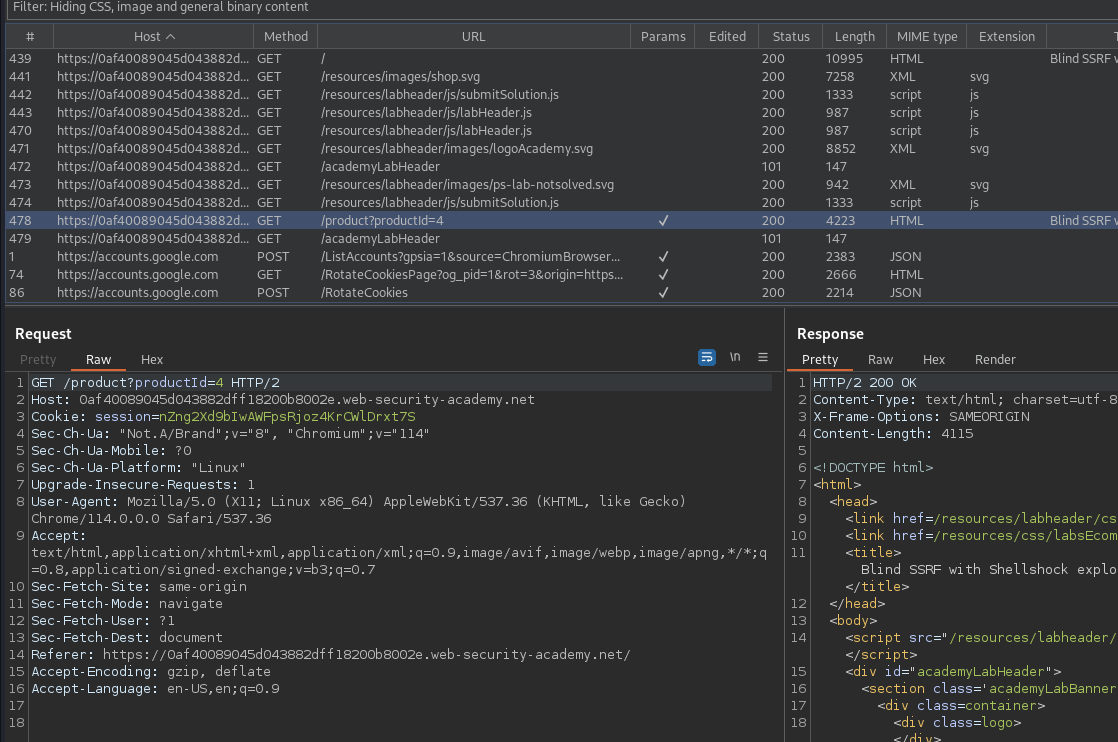 Filter: Hiding CSS, image and general binary content
# Host Method URL Params Edited Status Length MIME type Extension T
439 https://0af40089045d043882d... GET / 200 10995 HTML Blind SSRF w
441 https://0af40089045d043882d... GET /resources/images/shop.svg 200 7258 XML svg
442 https://0af40089045d043882d... GET /resources/labheader/js/submitSolution.js 200 1333 script js
443 https://0af40089045d043882d... GET /resources/labheader/js/labHeader.js 200 987 script js
470 https://0af40089045d043882d... GET /resources/labheader/js/labHeader.js 200 987 script js
471 https://0af40089045d043882d... GET /resources/labheader/images/logoAcademy.svg 200 8852 XML svg
472 https://0af40089045d043882d... GET /academyLabHeader 101 147
473 https://0af40089045d043882d... GET /resources/labheader/images/ps-lab-notsolved.svg 200 942 XML svg
474 https://0af40089045d043882d... GET /resources/labheader/js/submitSolution.js 200 1333 script js
478 https://0af40089045d043882d... GET /product?productId=4 ✓ 200 4223 HTML Blind SSRF w
479 https://0af40089045d043882d... GET /academyLabHeader 101 147
1 https://accounts.google.com POST /ListAccounts?gpsia=1&source=ChromiumBrowser... ✓ 200 2383 JSON
74 https://accounts.google.com GET /RotateCookiesPage?og_pid=1&rot=3&origin=https... ✓ 200 2666 HTML
86 https://accounts.google.com POST /RotateCookies ✓ 200 2214 JSON
Request
Pretty Raw Hex \n
1 GET /product?productId=4 HTTP/2
2 Host: 0af40089045d043882dff18200b8002e.web-security-academy.net
3 Cookie: session=nZng2Xd9bIwAWFpsRjoz4KrCWlDrxt7S
4 Sec-Ch-Ua: "Not.A/Brand";v="8", "Chromium";v="114"
5 Sec-Ch-Ua-Mobile: ?0
6 Sec-Ch-Ua-Platform: "Linux"
7 Upgrade-Insecure-Requests: 1
8 User-Agent: Mozilla/5.0 (X11; Linux x86_64) AppleWebKit/537.36 (KHTML, like Gecko)
Chrome/114.0.0.0 Safari/537.36
9 Accept:
text/html,application/xhtml+xml,application/xml;q=0.9,image/avif,image/webp,image/apng,*/*;q
=0.8,application/signed-exchange;v=b3;q=0.7
10 Sec-Fetch-Site: same-origin
11 Sec-Fetch-Mode: navigate
12 Sec-Fetch-User: ?1
13 Sec-Fetch-Dest: document
14 Referer: https://0af40089045d043882dff18200b8002e.web-security-academy.net/
15 Accept-Encoding: gzip, deflate
16 Accept-Language: en-US,en;q=0.9
17
18
Response
Pretty Raw Hex Render
1 HTTP/2 200 OK
2 Content-Type: text/html; charset=utf-8
3 X-Frame-Options: SAMEORIGIN
4 Content-Length: 4115
5
6 <!DOCTYPE html>
7 <html>
8 <head>
9 <link href=/resources/labheader/cs
10 <link href=/resources/css/labsEcom
11 <title>
Blind SSRF with Shellshock explo
</title>
12 </head>
13 <body>
14 <script src="/resources/labheader/
</script>
15 <div id="academyLabHeader">
16 <section class='academyLabBanner
17 <div class=container>
18 <div class=logo>
</div>